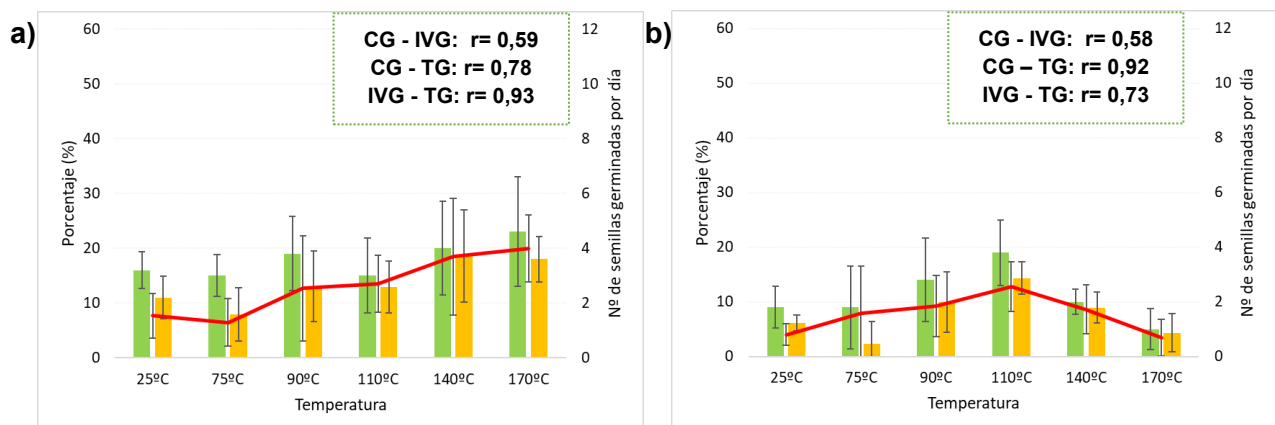 a)
CG - IVG: r= 0,59
CG - TG: r= 0,78
IVG - TG: r= 0,93
Porcentaje (%)
60
50
40
30
20
10
0
12
10
8
6
4
2
0
Nº de semillas germinadas por día
25ºC 75ºC 90ºC 110ºC 140ºC 170ºC
Temperatura
b)
CG - IVG: r= 0,58
CG – TG: r= 0,92
IVG - TG: r= 0,73
Porcentaje (%)
60
50
40
30
20
10
0
12
10
8
6
4
2
0
Nº de semillas germinadas por día
25ºC 75ºC 90ºC 110ºC 140ºC 170ºC
Temperatura